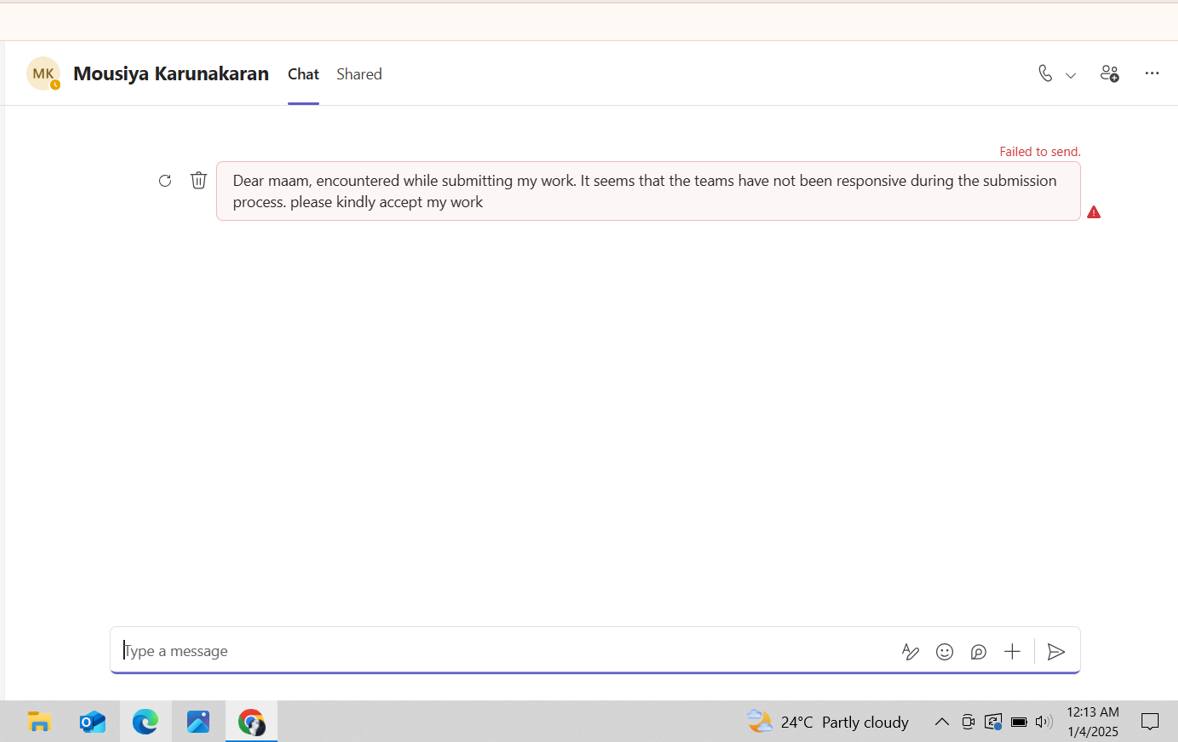 MK Mousiya Karunakaran Chat Shared
Failed to send.
Dear maam, encountered while submitting my work. It seems that the teams have not been responsive during the submission
process. please kindly accept my work
Type a message
24°C Partly cloudy
12:13 AM
1/4/2025